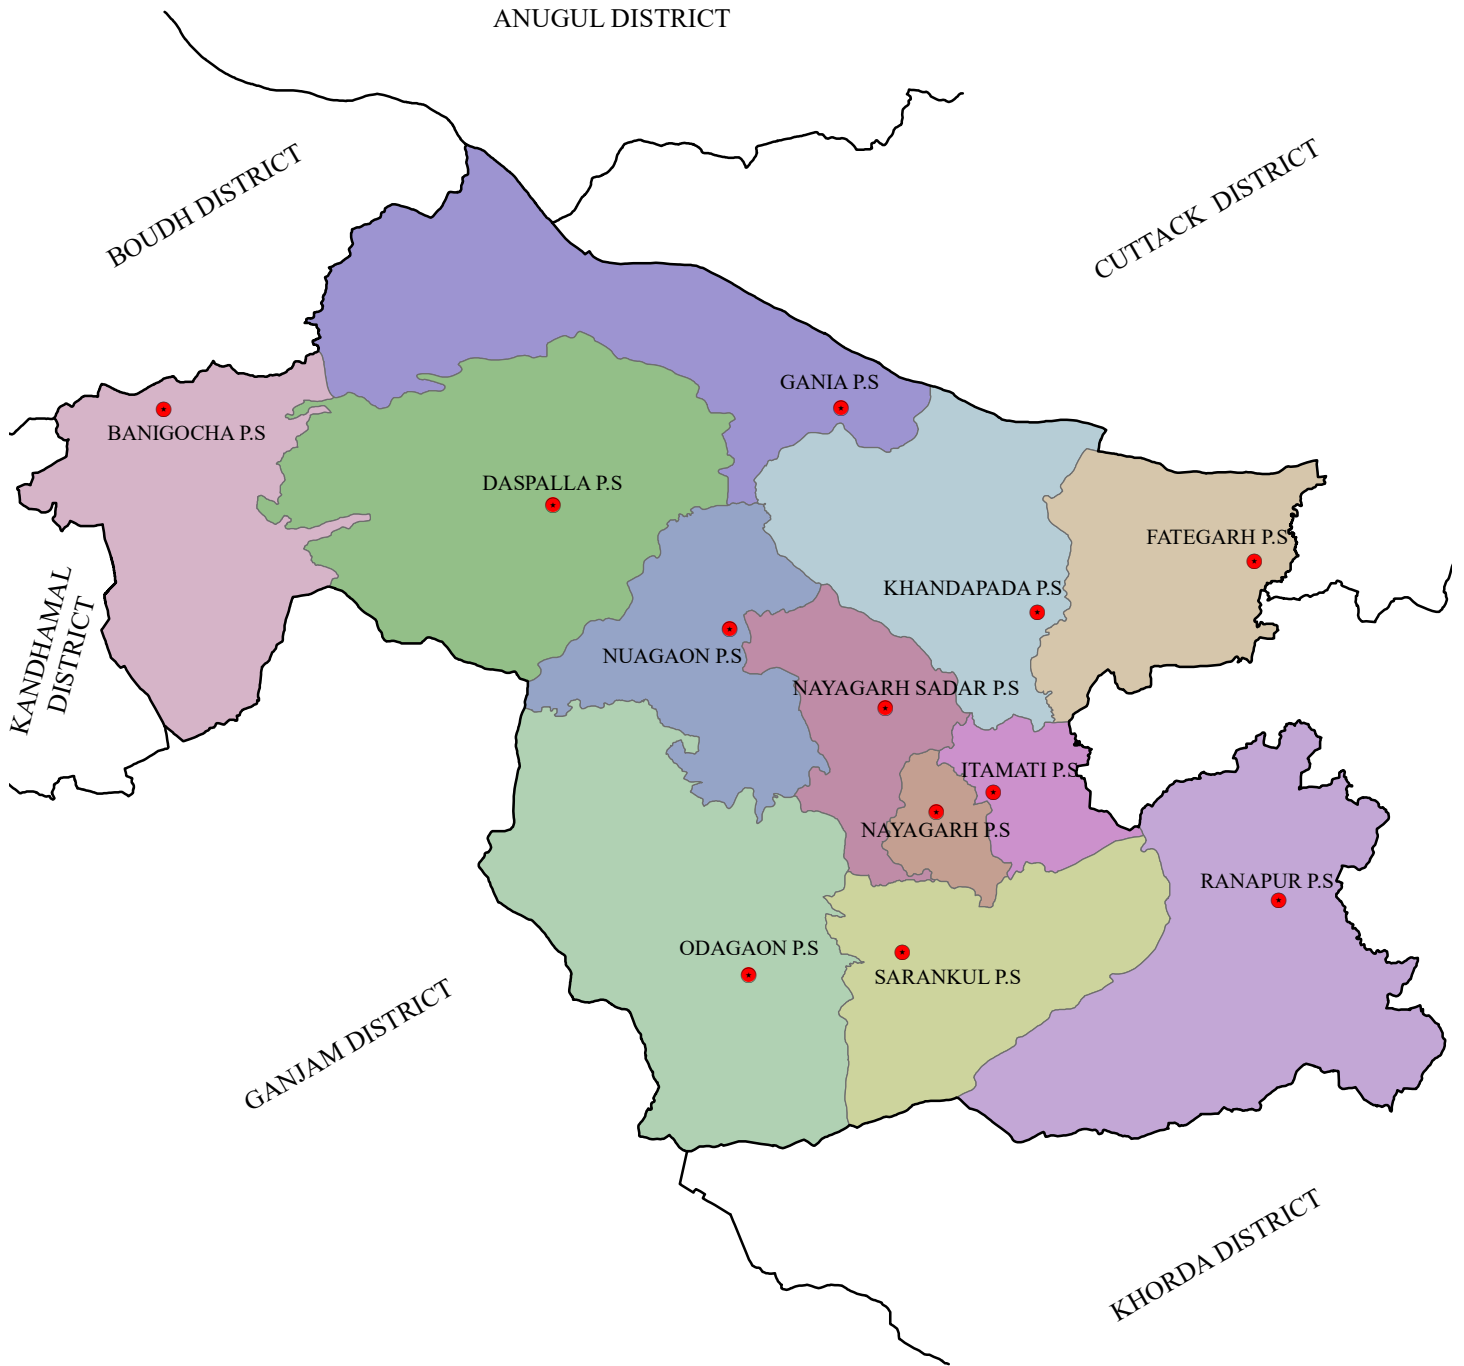 ANUGUL DISTRICT
BOUDH DISTRICT
CUTTACK DISTRICT
GANIA P.S
BANIGOCHA P.S
DASPALLA P.S
FATEGARH P.S
KHANDAPADA P.S
KANDHAMAL
DISTRICT
NUAGAON P.S
NAYAGARH SADAR P.S
ITAMATI P.S
NAYAGARH P.S
RANAPUR P.S
ODAGAON P.S
SARANKUL P.S
GANJAM DISTRICT
KHORDA DISTRICT